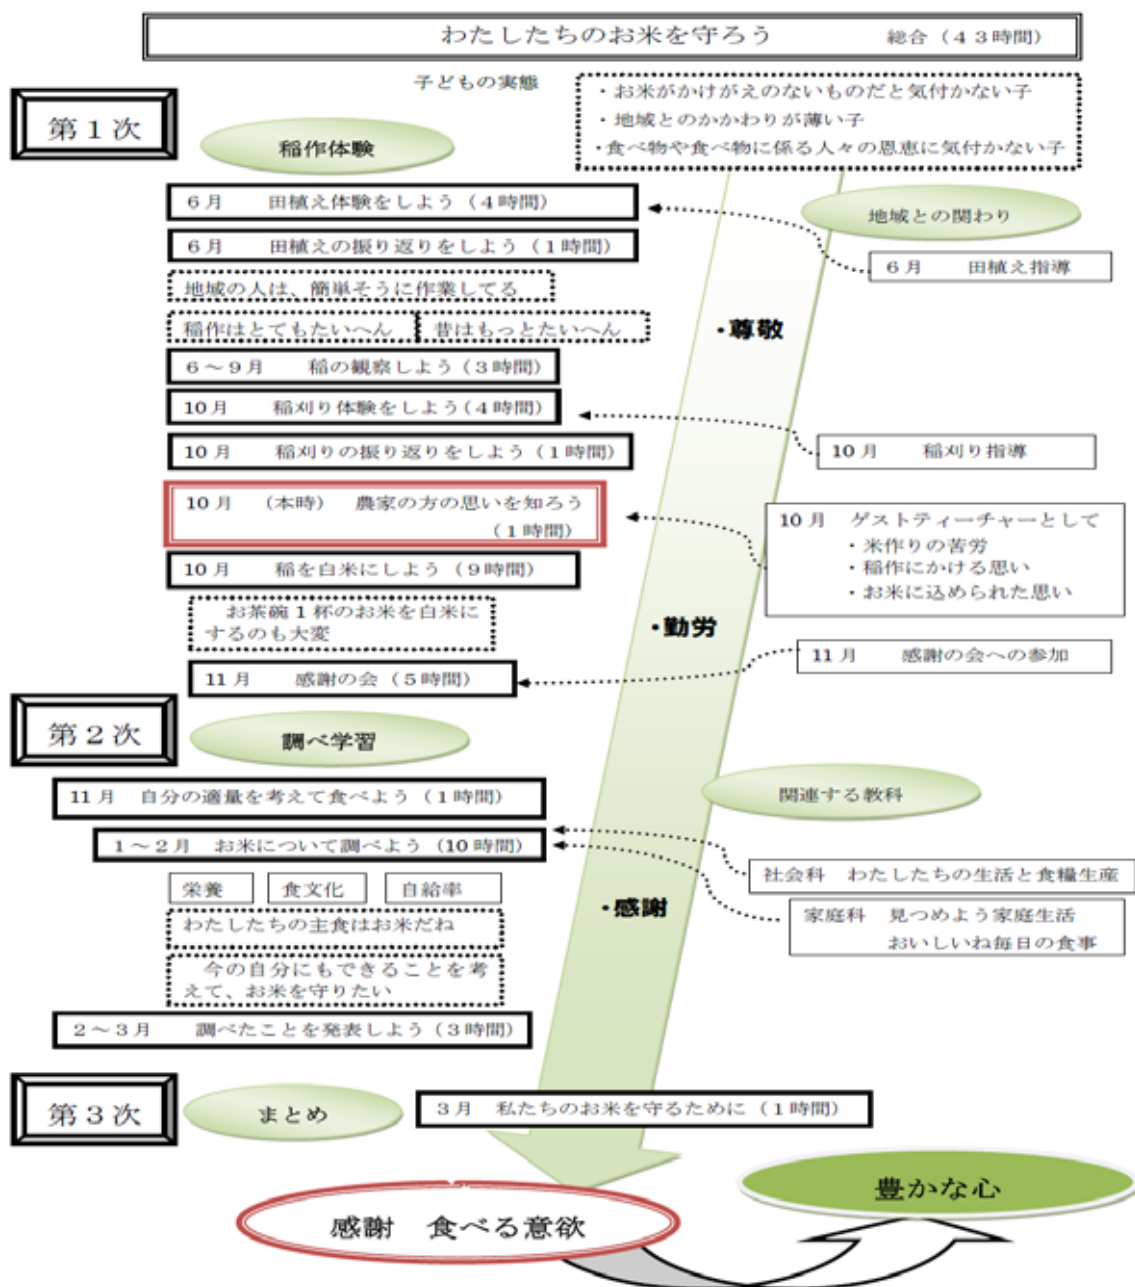 わたしたちのお米を守ろう　総合（４３時間）
子どもの実態
・お米がかけがえのないものだと気付かない子
・地域とのかかわりが薄い子
・食べ物や食べ物に係る人々の恩恵に気付かない子
第１次
稲作体験
６月　田植え体験をしよう（４時間）
地域との関わり
６月　田植えの振り返りをしよう（１時間）
６月　田植え指導
地域の人は、簡単そうに作業してる
稲作はとてもたいへん
昔はもっとたいへん
・尊敬
６～９月　稲の観察しよう（３時間）
10月　稲刈り体験をしよう（４時間）
10月　稲刈りの振り返りをしよう（１時間）
10月　稲刈り指導
10月　（本時）　農家の方の思いを知ろう
（１時間）
10月　ゲストティーチャーとして
・米作りの苦労
・稲作にかける思い
・お米に込められた思い
10月　稲を白米にしよう（９時間）
お茶碗１杯のお米を白米に
するのも大変
・勤労
11月　感謝の会への参加
11月　感謝の会（５時間）
第２次
調べ学習
11月　自分の適量を考えて食べよう（１時間）
関連する教科
１～２月　お米について調べよう（10時間）
社会科　わたしたちの生活と食糧生産
栄養
食文化
自給率
・感謝
家庭科　見つめよう家庭生活
おいしいね毎日の食事
わたしたちの主食はお米だね
今の自分にもできることを考
えて、お米を守りたい
２～３月　調べたことを発表しよう（３時間）
第３次
まとめ
３月　私たちのお米を守るために（１時間）
豊かな心
感謝　食べる意欲